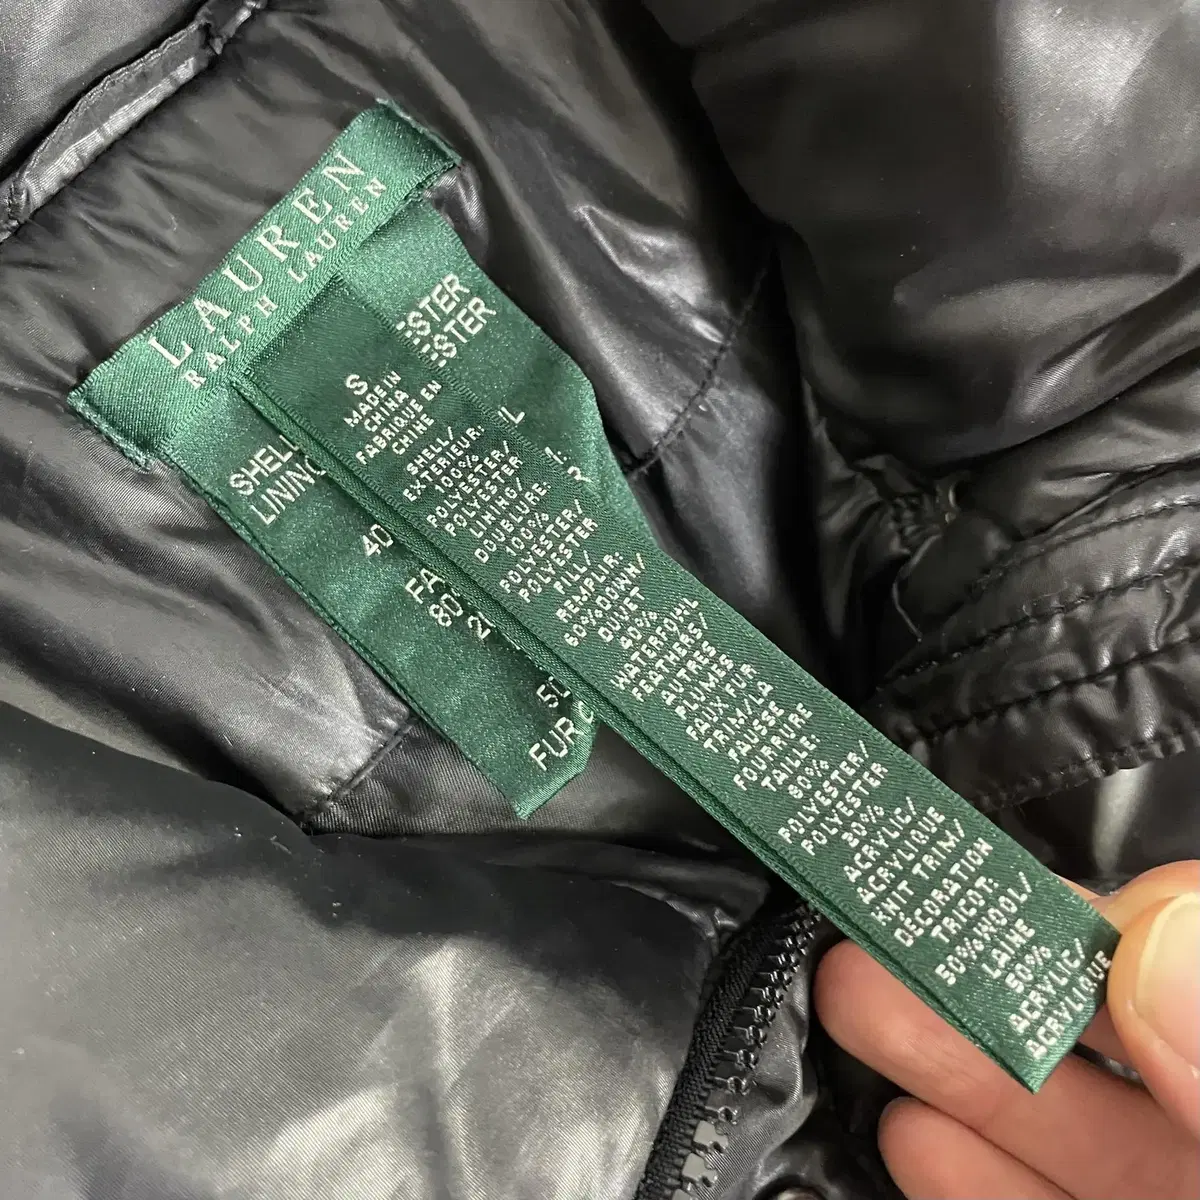 LAUREN
RALPH LAUREN
ESTER
ESTER
SHELL
LINING
40
FA
80
50
FUR
S
MADE IN
CHINA
FABRIQUE EN
CHINE
SHELL/
EXTÉRIEUR:
100%
POLYESTER/
POLYESTER
LINING/
DOUBLURE:
100%
POLYESTER/
POLYESTER
FILL/
REMPLIR:
60%DOWN/
DUVET
40%
WATERFOWL
FEATHERS/
AUTRES
PLUMES
FAUX FUR
TRIM/LA
FAUSSE
FOURRURE
TAILLE:
80%
POLYESTER/
POLYESTER
20%
ACRYLIC/
ACRYLIQUE
KNIT TRIM/
DÉCORATION
TRICOT:
50%WOOL/
LAINE
50%
ACRYLIC/
ACRYLIQUE